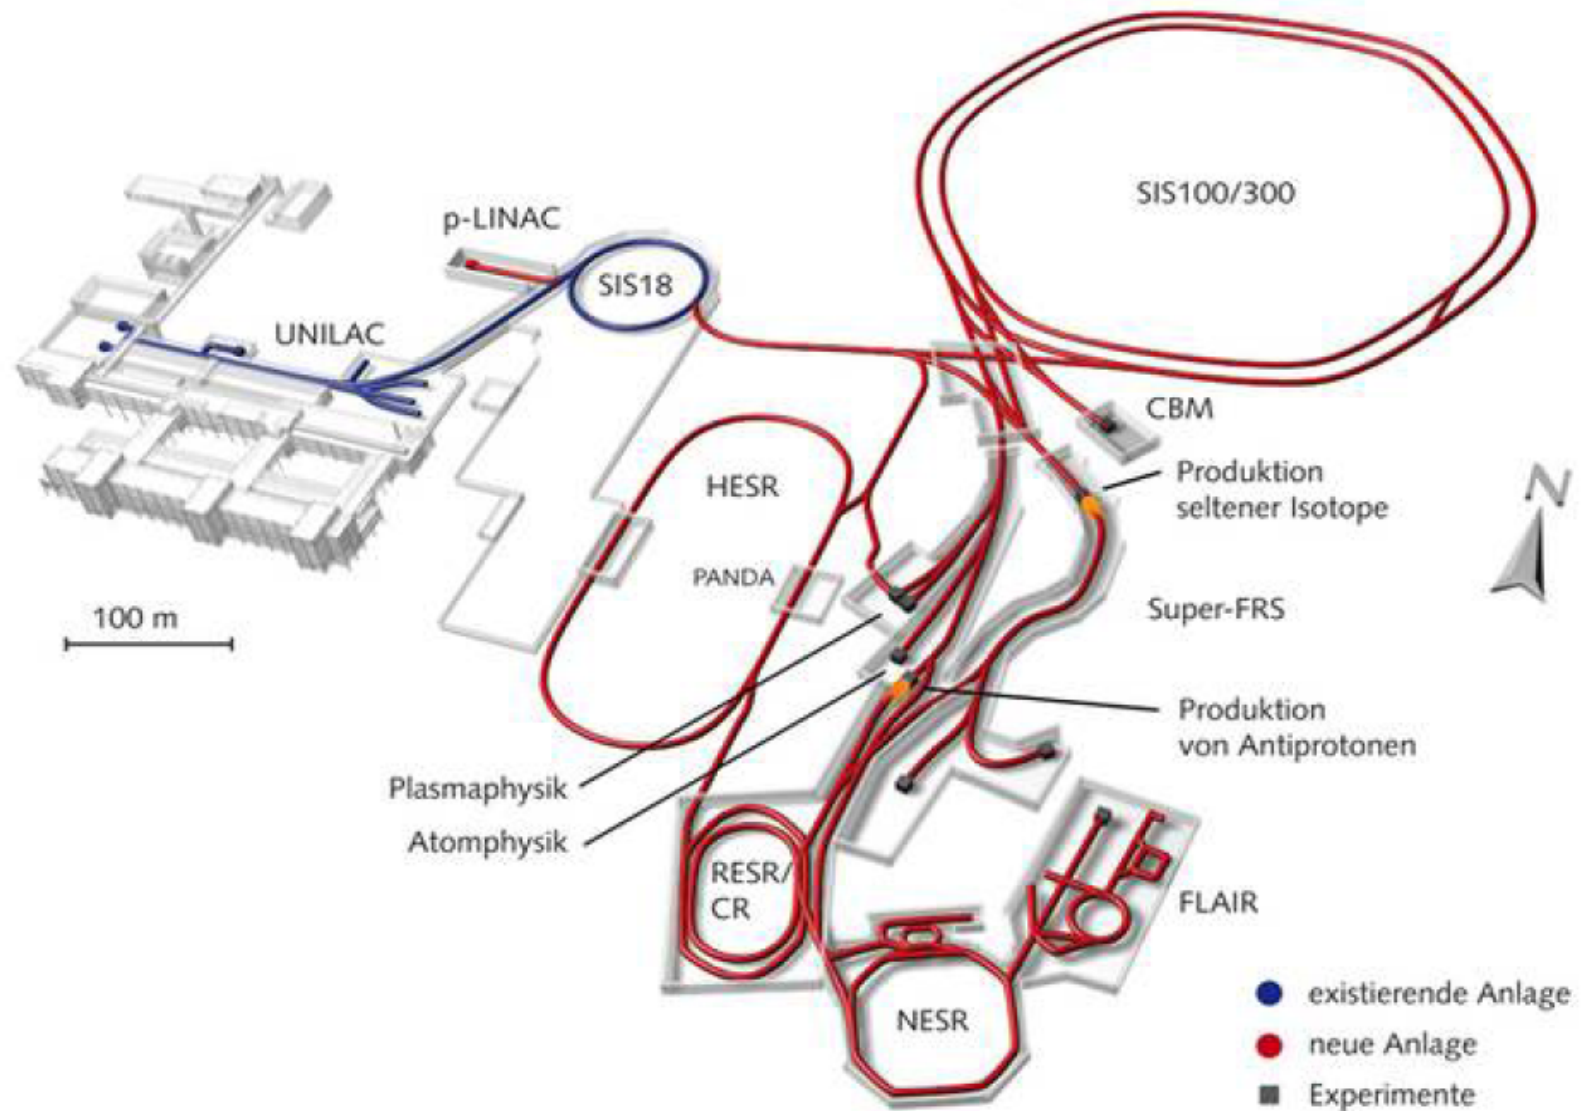 SIS100/300
p-LINAC
SIS18
UNILAC
CBM
Produktion
seltener Isotope
N
HESR
PANDA
100 m
Super-FRS
Produktion
von Antiprotonen
Plasmaphysik
Atomphysik
RESR/
CR
FLAIR
NESR
existierende Anlage
neue Anlage
Experimente